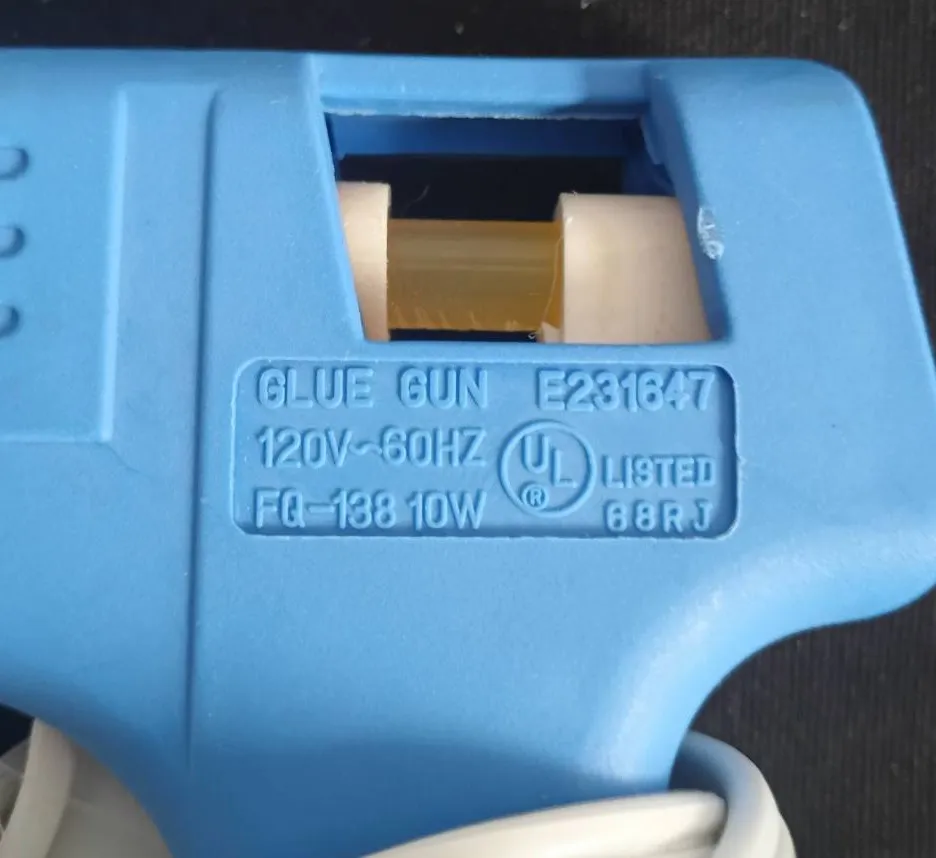 GLUE GUN E231647
120V~60HZ UL® LISTED
FQ-138 10W 68RJ